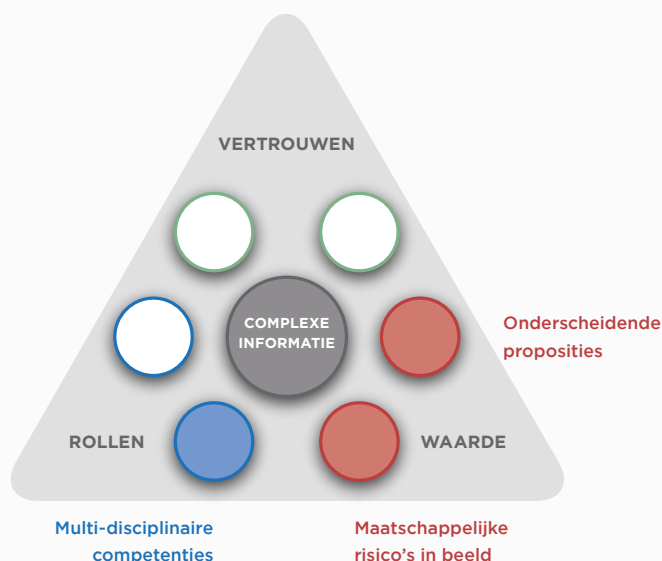 VERTROUWEN
COMPLEXE
INFORMATIE
Onderscheidende
proposities
ROLLEN
WAARDE
Multi-disciplinaire
competenties
Maatschappelijke
risico's in beeld